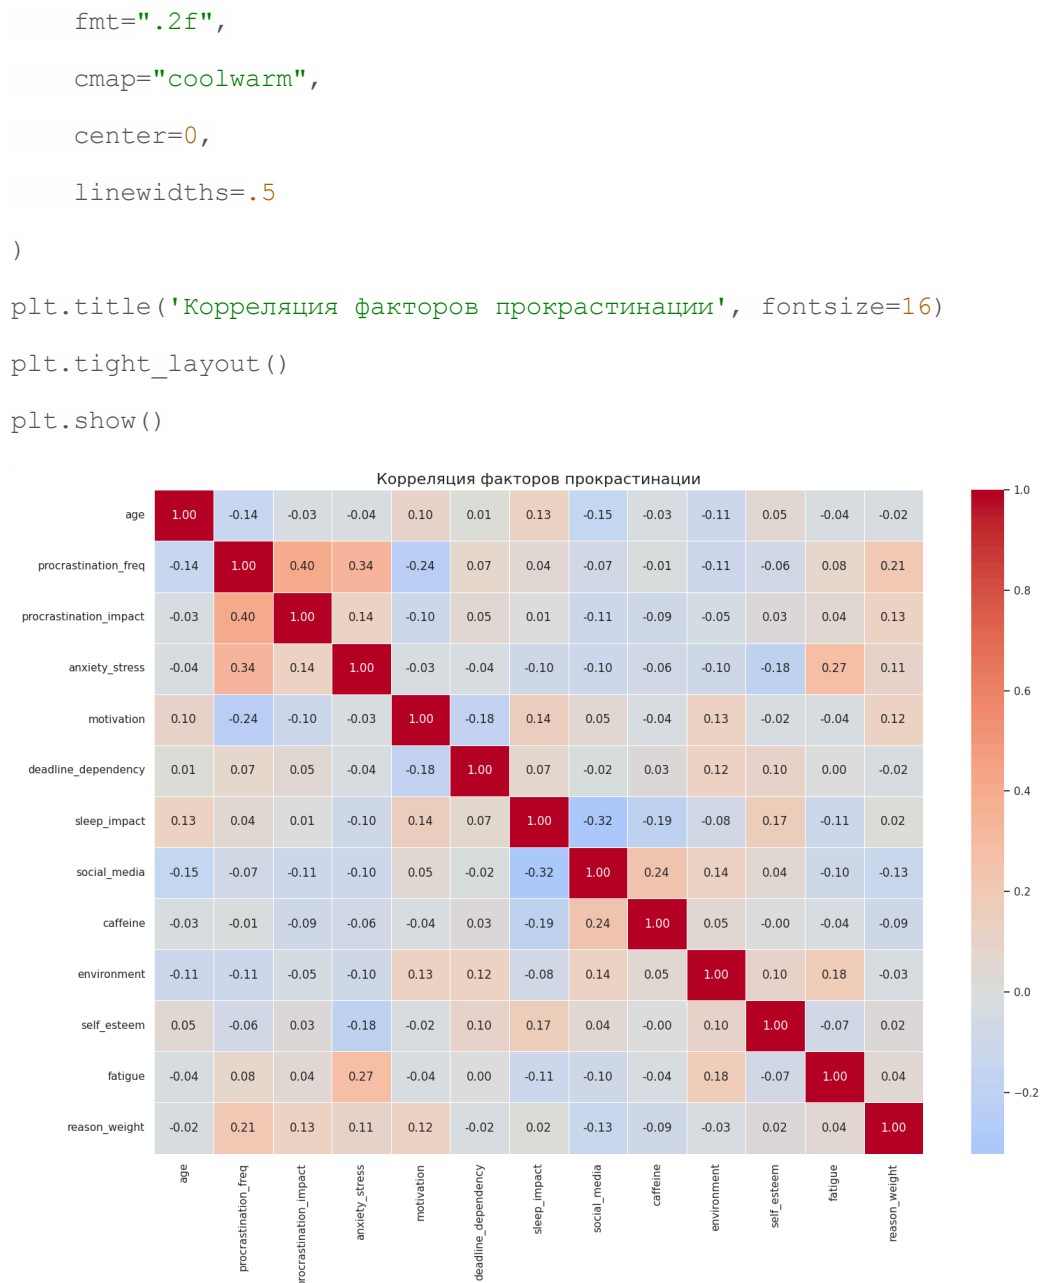 fmt=".2f",
cmap="coolwarm",
center=0,
linewidths=.5
)
plt.title('Корреляция факторов прокрастинации', fontsize=16)
plt.tight_layout()
plt.show()
Корреляция факторов прокрастинации
age 1.00 -0.14 -0.03 -0.04 0.10 0.01 0.13 -0.15 -0.03 -0.11 0.05 -0.04 -0.02
procrastination_freq -0.14 1.00 0.40 0.34 -0.24 0.07 0.04 -0.07 -0.01 -0.11 -0.06 0.08 0.21
procrastination_impact -0.03 0.40 1.00 0.14 -0.10 0.05 0.01 -0.11 -0.09 -0.05 0.03 0.04 0.13
anxiety_stress -0.04 0.34 0.14 1.00 -0.03 -0.04 -0.10 -0.10 -0.06 -0.10 -0.18 0.27 0.11
motivation 0.10 -0.24 -0.10 -0.03 1.00 -0.18 0.14 0.05 -0.04 0.13 -0.02 -0.04 0.12
deadline_dependency 0.01 0.07 0.05 -0.04 -0.18 1.00 0.07 -0.02 0.03 0.12 0.10 0.00 -0.02
sleep_impact 0.13 0.04 0.01 -0.10 0.14 0.07 1.00 -0.32 -0.19 -0.08 0.17 -0.11 0.02
social_media -0.15 -0.07 -0.11 -0.10 0.05 -0.02 -0.32 1.00 0.24 0.14 0.04 -0.10 -0.13
caffeine -0.03 -0.01 -0.09 -0.06 -0.04 0.03 -0.19 0.24 1.00 0.05 -0.00 -0.04 -0.09
environment -0.11 -0.11 -0.05 -0.10 0.13 0.12 -0.08 0.14 0.05 1.00 0.10 0.18 -0.03
self_esteem 0.05 -0.06 0.03 -0.18 -0.02 0.10 0.17 0.04 -0.00 0.10 1.00 -0.07 0.02
fatigue -0.04 0.08 0.04 0.27 -0.04 0.00 -0.11 -0.10 -0.04 0.18 -0.07 1.00 0.04
reason_weight -0.02 0.21 0.13 0.11 0.12 -0.02 0.02 -0.13 -0.09 -0.03 0.02 0.04 1.00
age
procrastination_freq
procrastination_impact
anxiety_stress
motivation
deadline_dependency
sleep_impact
social_media
caffeine
environment
self_esteem
fatigue
reason_weight
1.0
0.8
0.6
0.4
0.2
0.0
−0.2